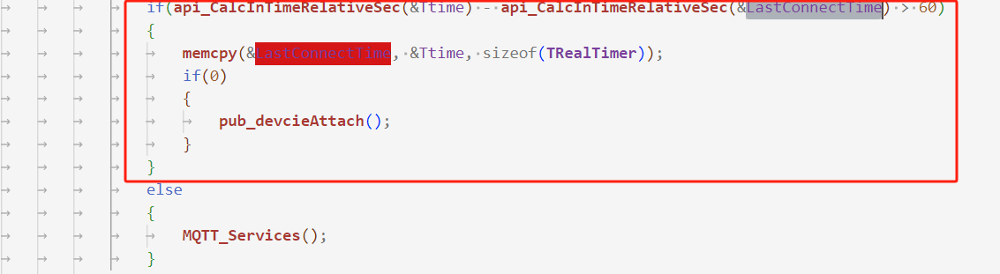 if(api_CalcInTimeRelativeSec(&Ttime) - api_CalcInTimeRelativeSec(&LastConnectTime) > 60)
{
memcpy(&LastConnectTime, &Ttime, sizeof(TRealTimer));
if(0)
{
pub_devcieAttach();
}
}
else
{
MQTT_Services();
}